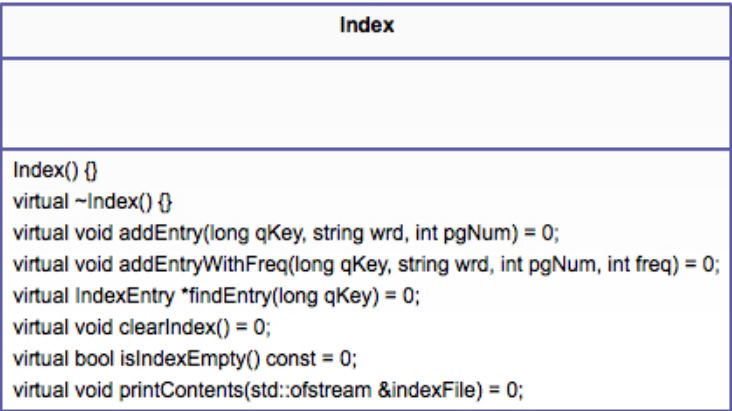 Index
Index() {}
virtual ~Index() {}
virtual void addEntry(long qKey, string wrd, int pgNum) = 0;
virtual void addEntryWithFreq(long qKey, string wrd, int pgNum, int freq) = 0;
virtual IndexEntry *findEntry(long qKey) = 0;
virtual void clearIndex() = 0;
virtual bool isIndexEmpty() const = 0;
virtual void printContents(std::ofstream &indexFile) = 0;